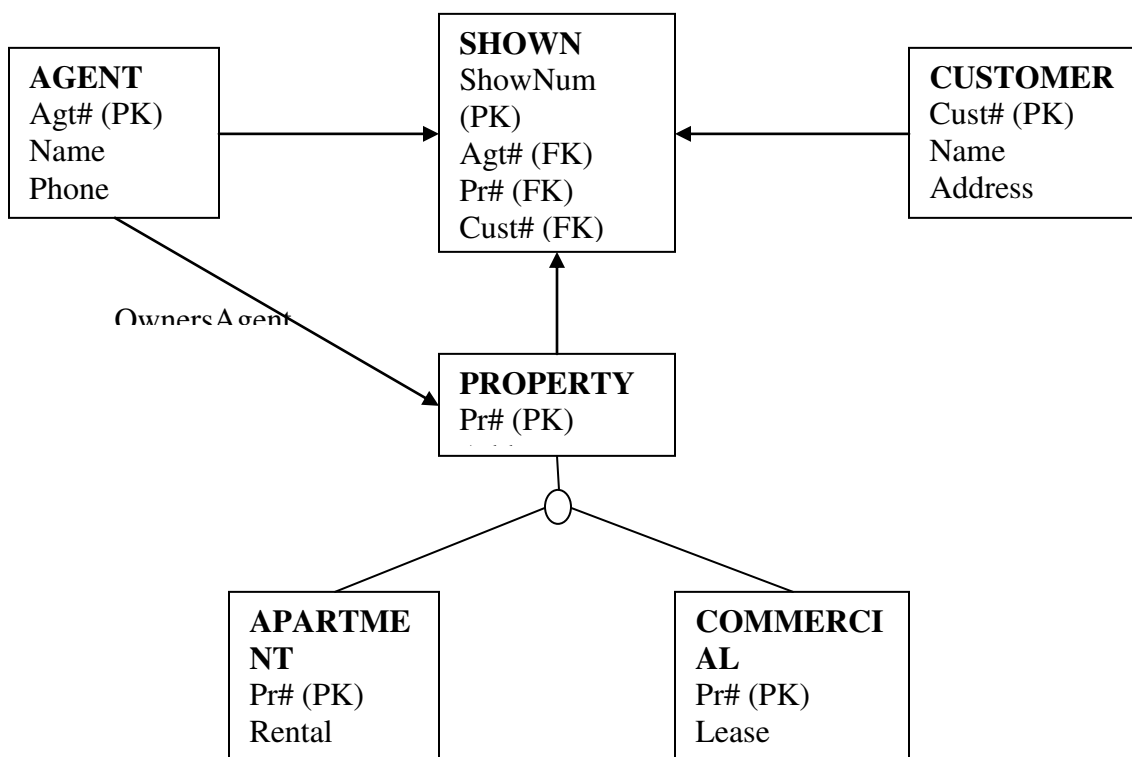 AGENT
Agt# (PK)
Name
Phone
SHOWN
ShowNum
(PK)
Agt# (FK)
Pr# (FK)
Cust# (FK)
CUSTOMER
Cust# (PK)
Name
Address
OwnersAgent
PROPERTY
Pr# (PK)
APARTME
NT
Pr# (PK)
Rental
COMMERCI
AL
Pr# (PK)
Lease